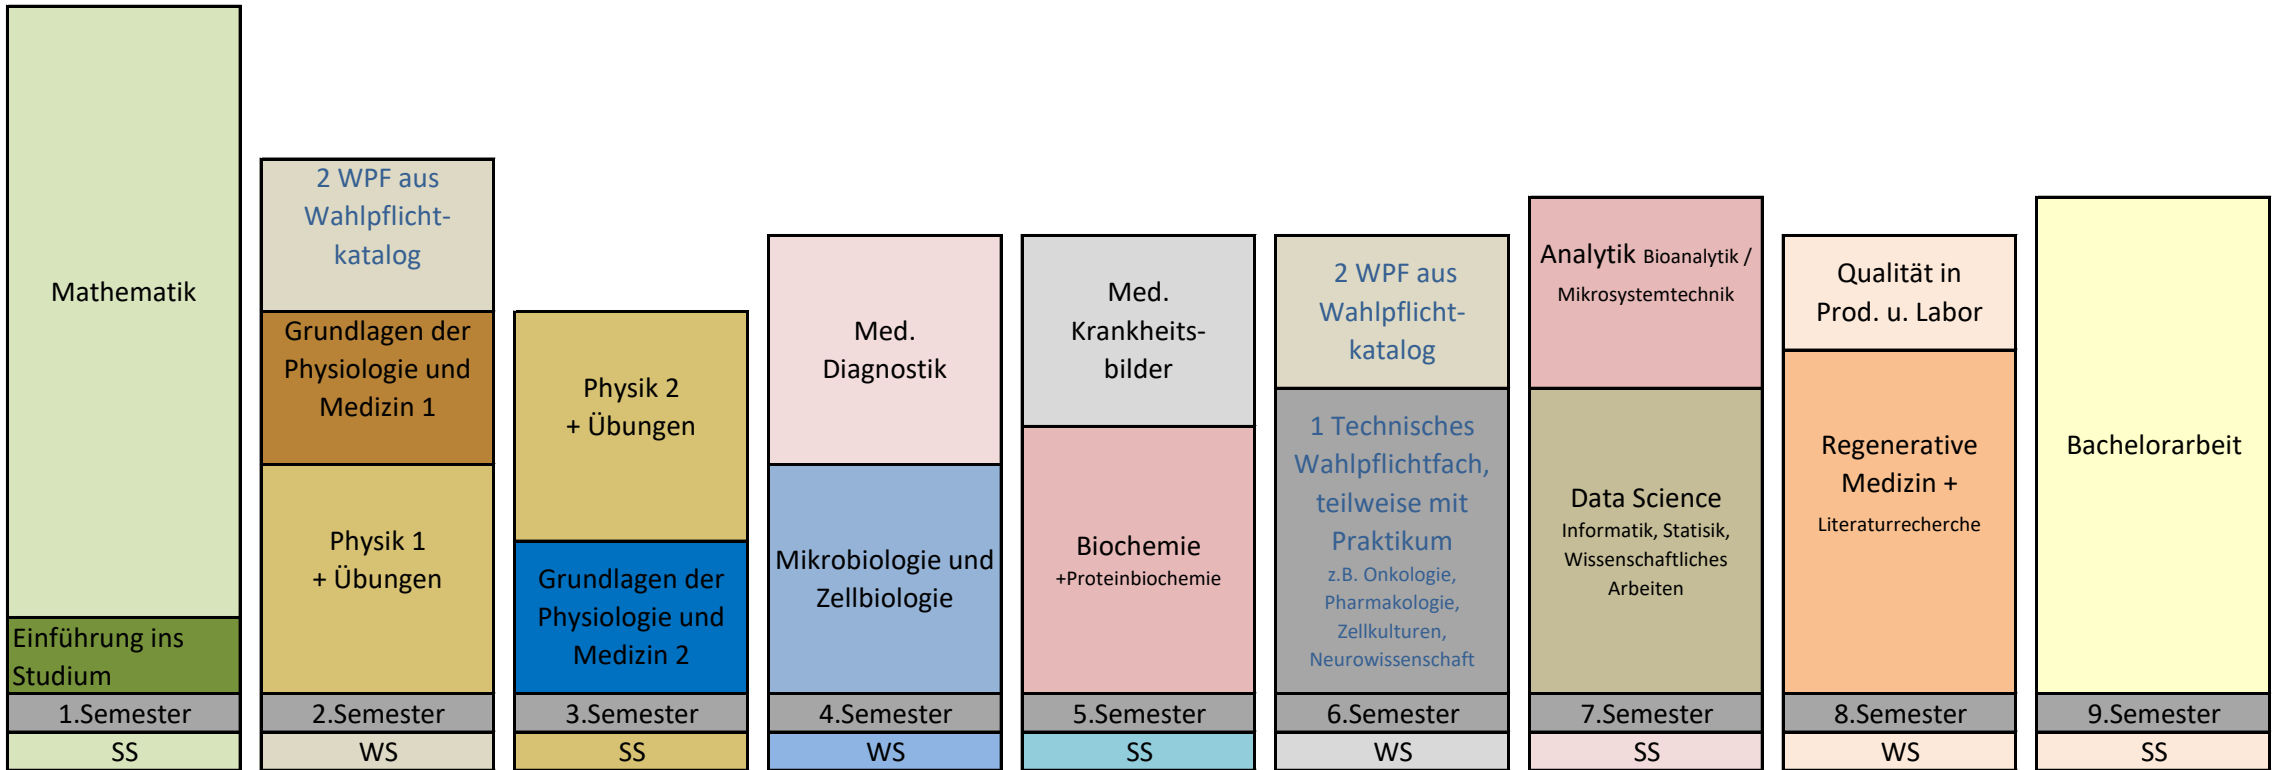 Mathematik
Einführung ins
Studium
1.Semester
SS
2 WPF aus
Wahlpflicht-
katalog
Grundlagen der
Physiologie und
Medizin 1
Physik 1
+ Übungen
2.Semester
WS
Physik 2
+ Übungen
Grundlagen der
Physiologie und
Medizin 2
3.Semester
SS
Med.
Diagnostik
Mikrobiologie und
Zellbiologie
4.Semester
WS
Med.
Krankheits-
bilder
Biochemie
+Proteinbiochemie
5.Semester
SS
2 WPF aus
Wahlpflicht-
katalog
1 Technisches
Wahlpflichtfach,
teilweise mit
Praktikum
z.B. Onkologie,
Pharmakologie,
Zellkulturen,
Neurowissenschaft
6.Semester
WS
Analytik Bioanalytik /
Mikrosystemtechnik
Data Science
Informatik, Statisik,
Wissenschaftliches
Arbeiten
7.Semester
SS
Qualität in
Prod. u. Labor
Regenerative
Medizin +
Literaturrecherche
8.Semester
WS
Bachelorarbeit
9.Semester
SS